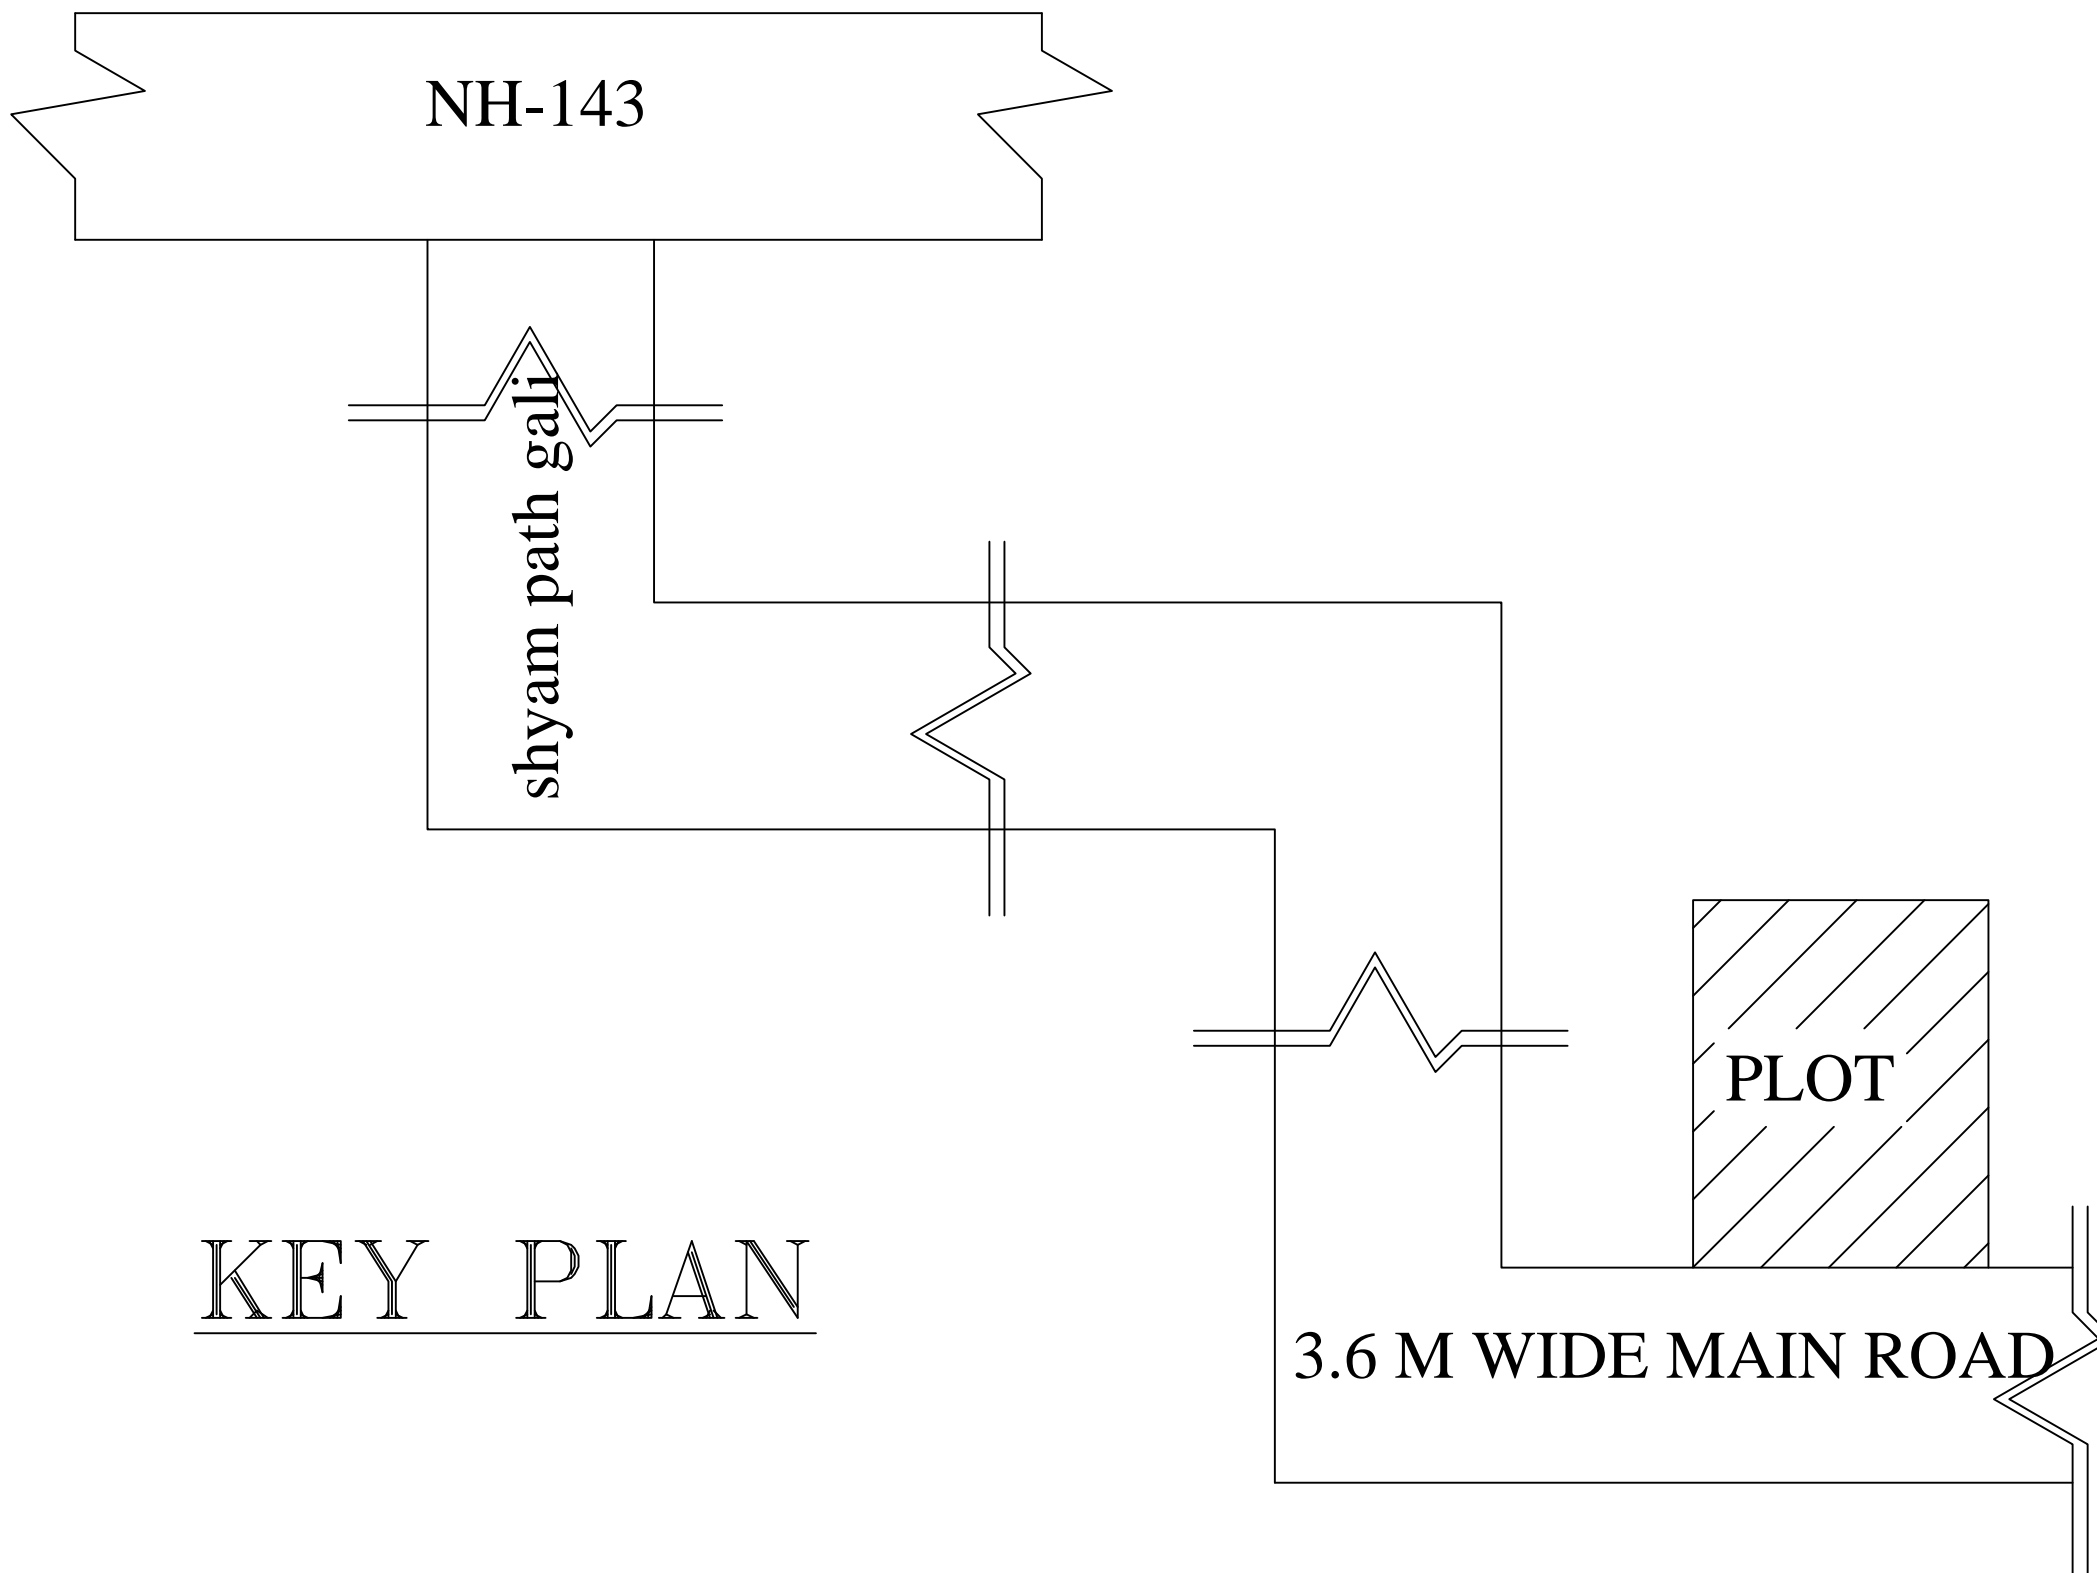 NH-143
shyam path gali
PLOT
KEY PLAN
3.6 M WIDE MAIN ROAD